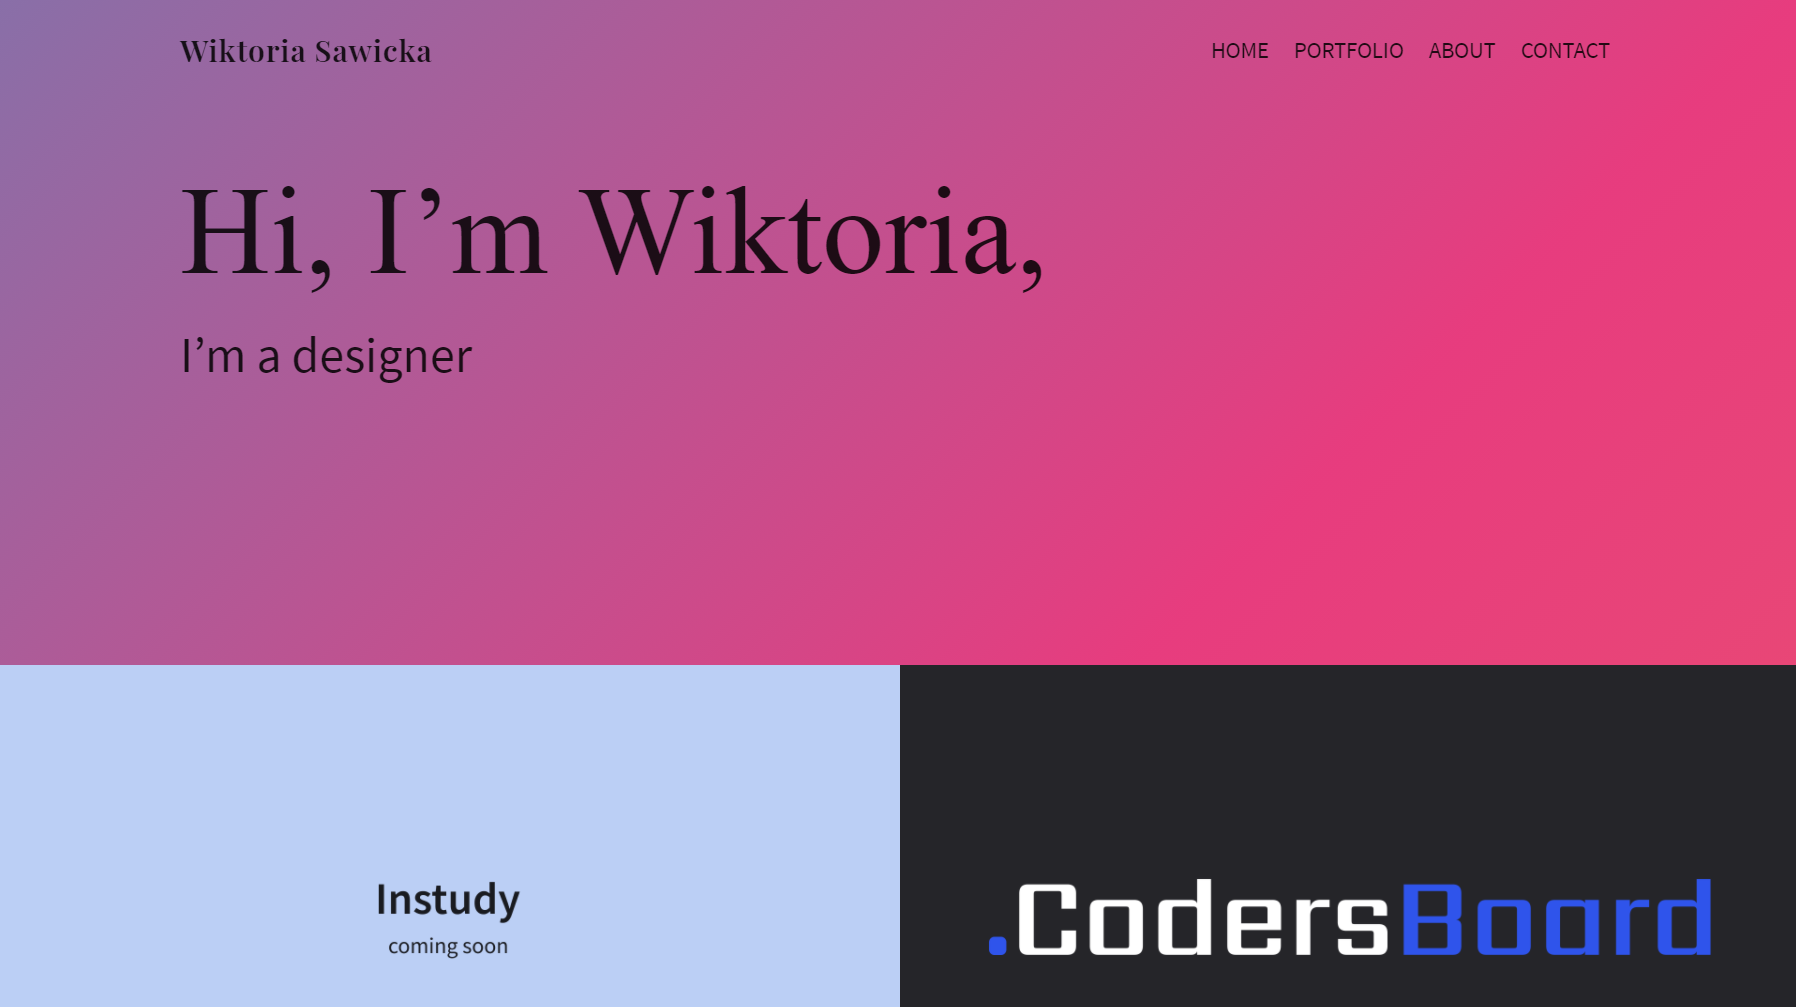 Wiktoria Sawicka
HOME PORTFOLIO ABOUT CONTACT
Hi, I’m Wiktoria,
I’m a designer
Instudy
coming soon
.CodersBoard